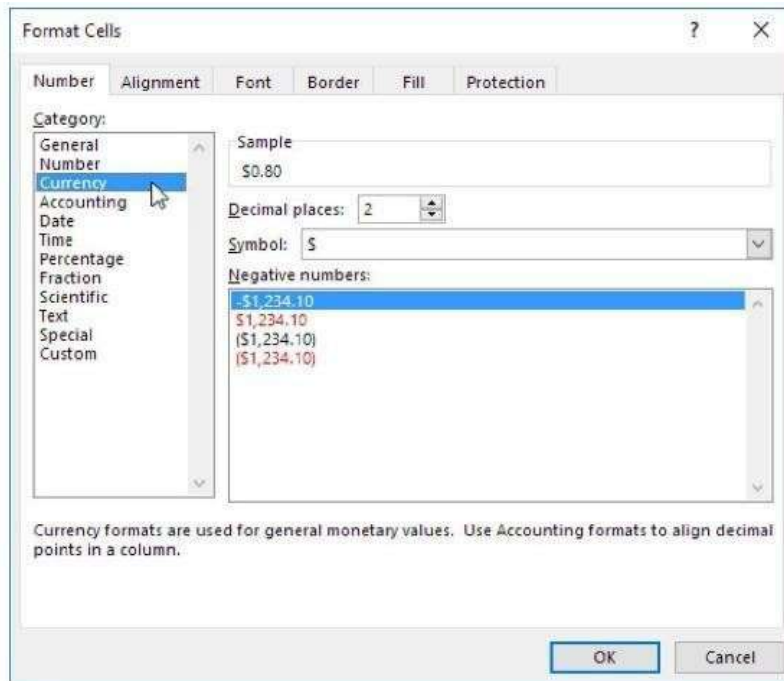 Format Cells ? X
Number Alignment Font Border Fill Protection
Category:
General
Number
Currency
Accounting
Date
Time
Percentage
Fraction
Scientific
Text
Special
Custom
Sample
$0.80
Decimal places: 2
Symbol: $
Negative numbers:
-$1,234.10
$1,234.10
($1,234.10)
($1,234.10)
Currency formats are used for general monetary values. Use Accounting formats to align decimal
points in a column.
OK Cancel